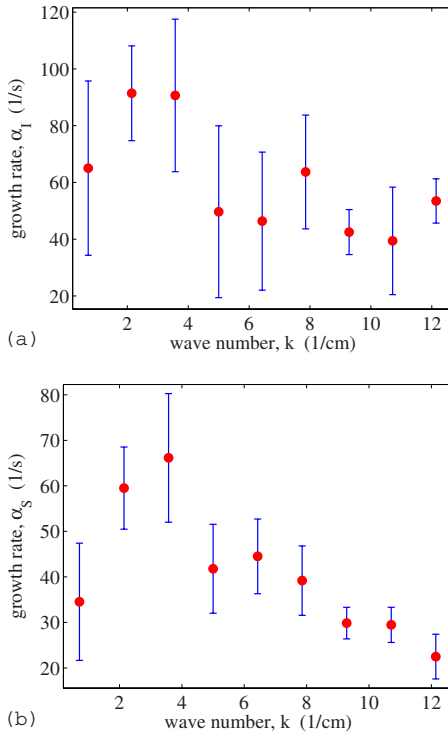 120
100
80
60
40
20
growth rate, α_I (1/s)
2 4 6 8 10 12
(a)
wave number, k (1/cm)
80
70
60
50
40
30
20
growth rate, α_S (1/s)
2 4 6 8 10 12
(b)
wave number, k (1/cm)